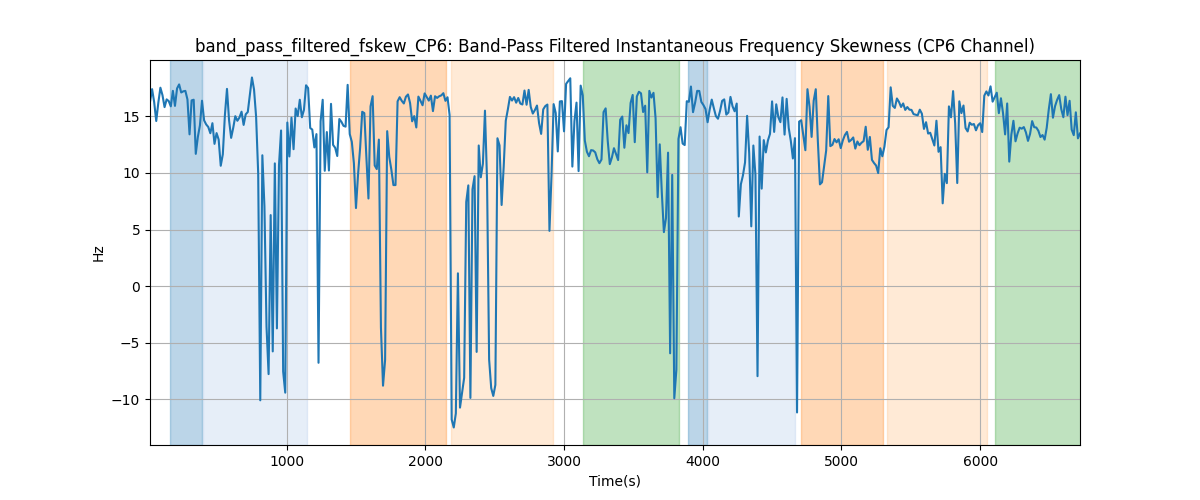 band_pass_filtered_fskew_CP6: Band-Pass Filtered Instantaneous Frequency Skewness (CP6 Channel)
15
10
5
0
−5
−10
Hz
1000 2000 3000 4000 5000 6000
Time(s)